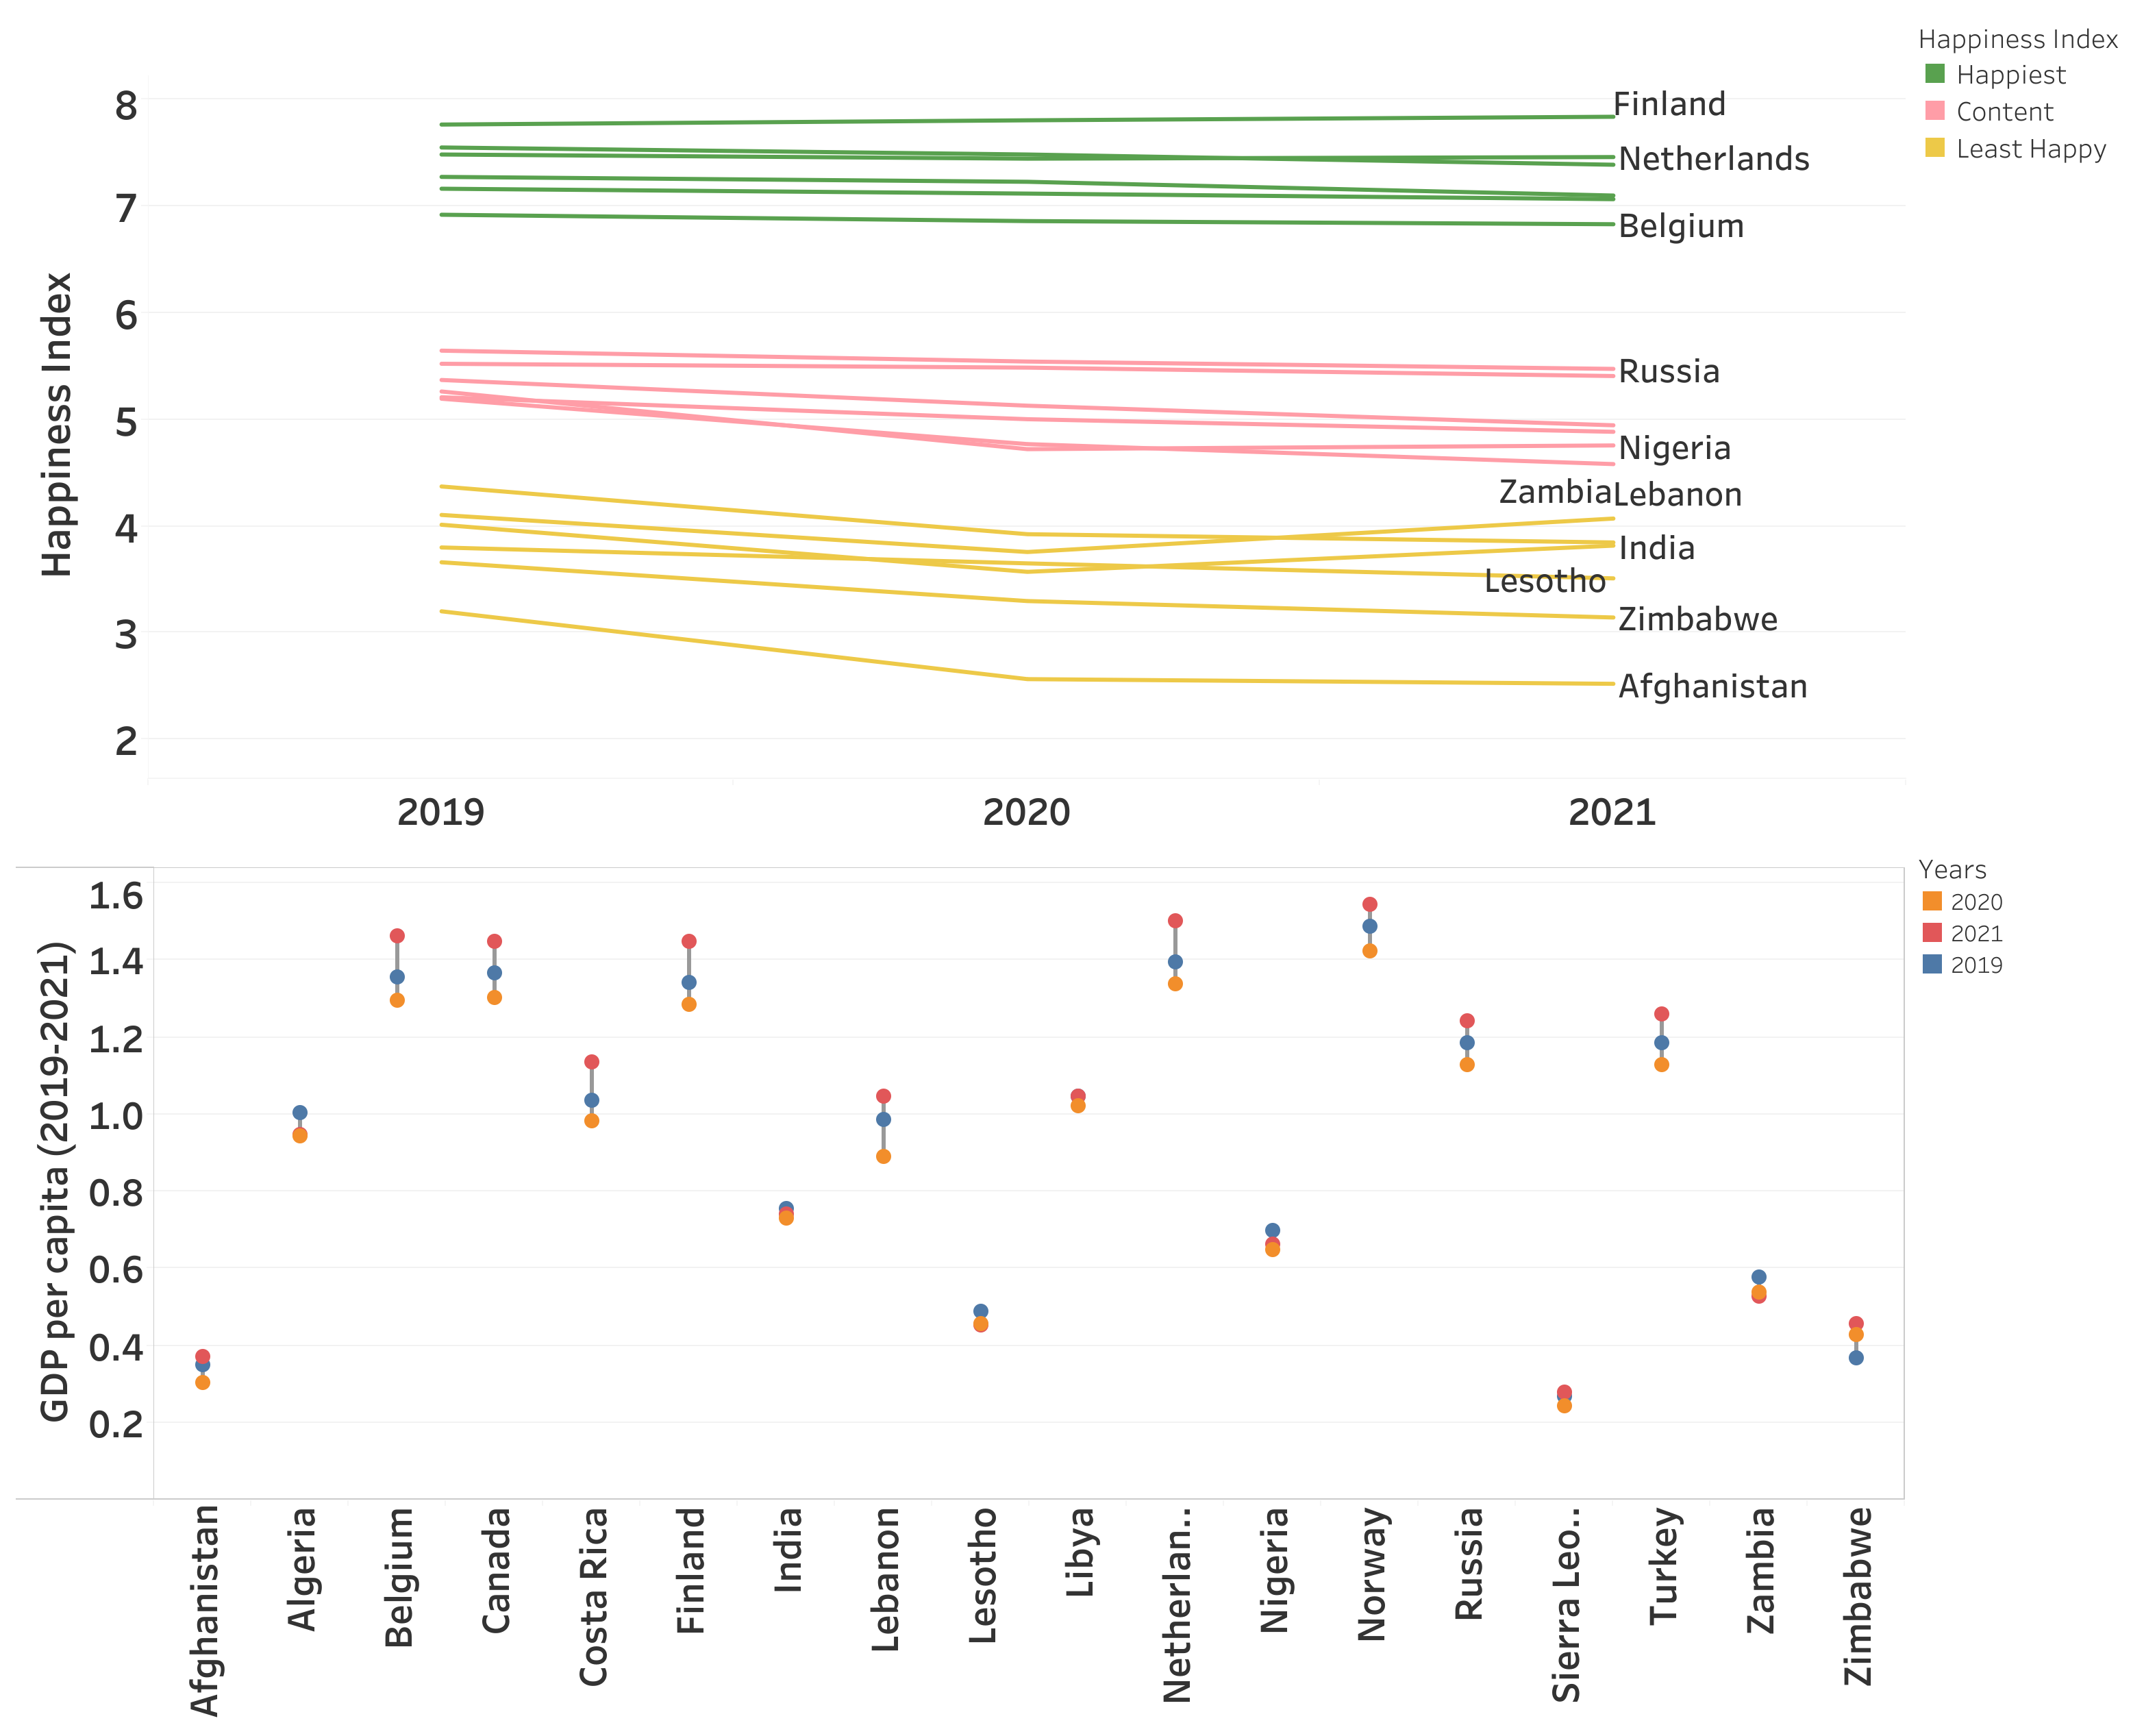 Happiness Index
Happiest
Content
Least Happy
Happiness Index
8
7
6
5
4
3
2
Finland
Netherlands
Belgium
Russia
Nigeria
Zambia
Lebanon
India
Lesotho
Zimbabwe
Afghanistan
2019
2020
2021
Years
2020
2021
2019
GDP per capita (2019-2021)
1.6
1.4
1.2
1.0
0.8
0.6
0.4
0.2
Afghanistan
Algeria
Belgium
Canada
Costa Rica
Finland
India
Lebanon
Lesotho
Libya
Netherlan..
Nigeria
Norway
Russia
Sierra Leo..
Turkey
Zambia
Zimbabwe